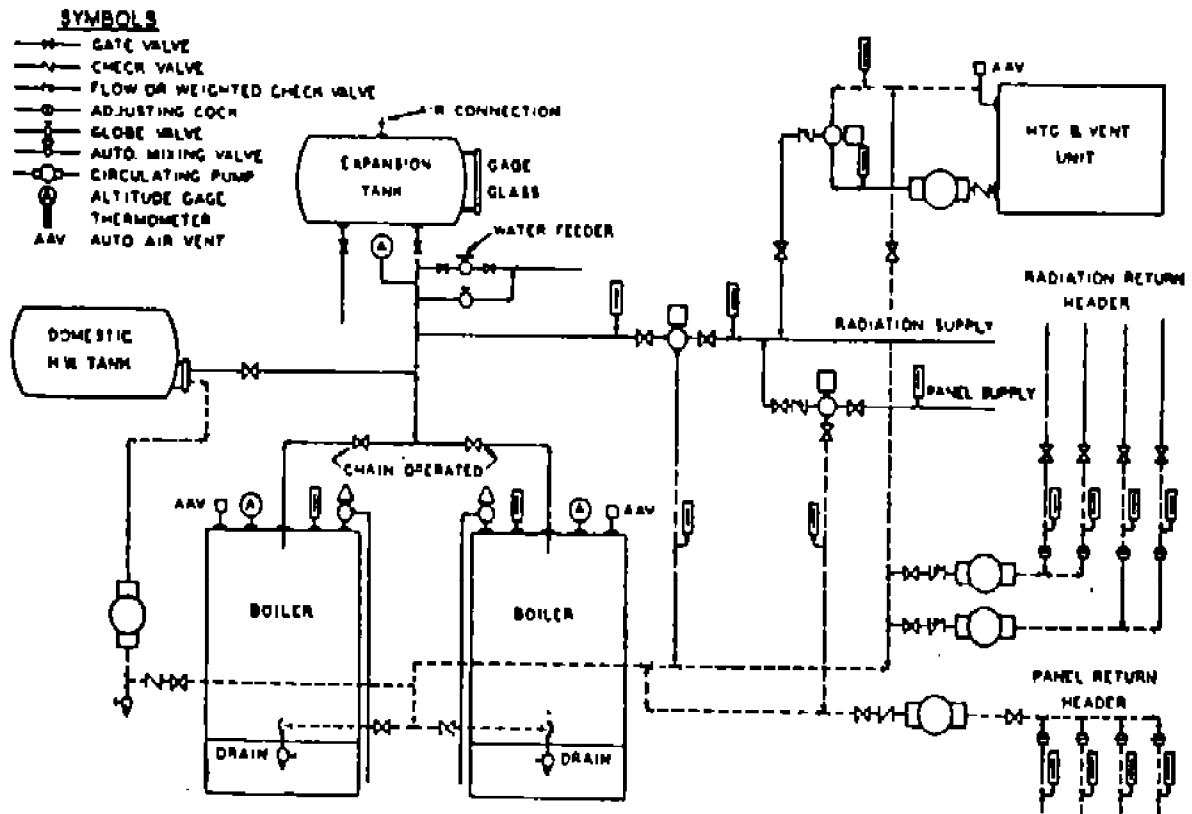 SYMBOLS
GATE VALVE
CHECK VALVE
FLOW OR WEIGHTED CHECK VALVE
ADJUSTING COCK
GLOBE VALVE
AUTO. MIXING VALVE
CIRCULATING PUMP
A
ALTITUDE GAGE
THERMOMETER
AAV
AUTO AIR VENT
AIR CONNECTION
EXPANSION
TANK
GAGE
GLASS
WATER FEEDER
A
AAV
HTG & VENT
UNIT
RADIATION RETURN
HEADER
DOMESTIC
H.W. TANK
RADIATION SUPPLY
PANEL SUPPLY
CHAIN OPERATED
AAV
A
A
AAV
BOILER
BOILER
PANEL RETURN
HEADER
DRAIN
DRAIN